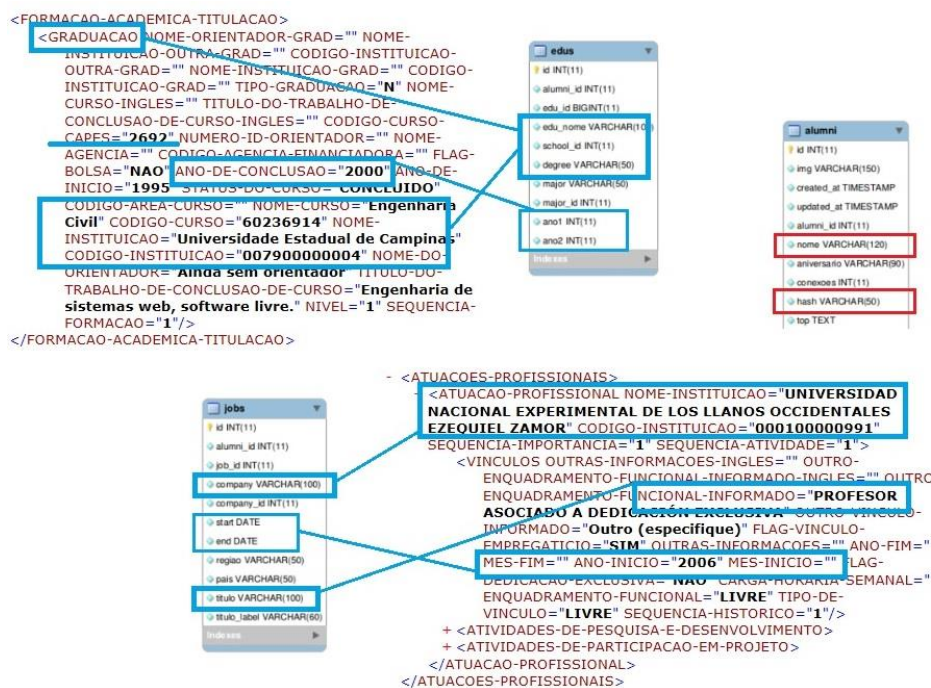 <FORMACAO-ACADEMICA-TITULACAO>
<GRADUACAO NOME-ORIENTADOR-GRAD="" NOME-
INSTITUICAO-OUTRA-GRAD="" CODIGO-INSTITUICAO-
OUTRA-GRAD="" NOME-INSTITUICAO-GRAD="" CODIGO-
INSTITUICAO-GRAD="" TIPO-GRADUACAO="N" NOME-
CURSO-INGLES="" TITULO-DO-TRABALHO-DE-
CONCLUSAO-DE-CURSO-INGLES="" CODIGO-CURSO-
CAPES="2692" NUMERO-ID-ORIENTADOR="" NOME-
AGENCIA="" CODIGO-AGENCIA-FINANCIADORA="" FLAG-
BOLSA="NAO" ANO-DE-CONCLUSAO="2000" ANO-DE-
INICIO="1995" STATUS-DO-CURSO="CONCLUIDO"
CODIGO-AREA-CURSO="" NOME-CURSO="Engenharia
Civil" CODIGO-CURSO="60236914" NOME-
INSTITUICAO="Universidade Estadual de Campinas"
CODIGO-INSTITUICAO="007900000004" NOME-DO-
ORIENTADOR="Ainda sem orientador" TITULO-DO-
TRABALHO-DE-CONCLUSAO-DE-CURSO="Engenharia de
sistemas web, software livre." NIVEL="1" SEQUENCIA-
FORMACAO="1"/>
</FORMACAO-ACADEMICA-TITULACAO>
edus
id INT(11)
alumni_id INT(11)
edu_id BIGINT(11)
edu_nome VARCHAR(100)
school_id INT(11)
degree VARCHAR(50)
major VARCHAR(50)
major_id INT(11)
ano1 INT(11)
ano2 INT(11)
Indexes
alumni
id INT(11)
img VARCHAR(150)
created_at TIMESTAMP
updated_at TIMESTAMP
alumni_id INT(11)
nome VARCHAR(120)
aniversario VARCHAR(90)
conexoes INT(11)
hash VARCHAR(50)
top TEXT
jobs
id INT(11)
alumni_id INT(11)
job_id INT(11)
company VARCHAR(100)
company_id INT(11)
start DATE
end DATE
regiao VARCHAR(50)
pais VARCHAR(50)
titulo VARCHAR(100)
titulo_label VARCHAR(60)
Indexes
- <ATUACOES-PROFISSIONAIS>
- <ATUACAO-PROFISSIONAL NOME-INSTITUICAO="UNIVERSIDAD
NACIONAL EXPERIMENTAL DE LOS LLANOS OCCIDENTALES
EZEQUIEL ZAMOR" CODIGO-INSTITUICAO="000100000991"
SEQUENCIA-IMPORTANCIA="1" SEQUENCIA-ATIVIDADE="1">
<VINCULOS OUTRAS-INFORMACOES-INGLES="" OUTRO-
ENQUADRAMENTO-FUNCIONAL-INFORMADO-INGLES="" OUTRO
ENQUADRAMENTO-FUNCIONAL-INFORMADO="PROFESOR
ASOCIADO A DEDICACIÓN EXCLUSIVA" OUTRO-VINCULO-
INFORMADO="Outro (especifique)" FLAG-VINCULO-
EMPREGATICIO="SIM" OUTRAS-INFORMACOES="" ANO-FIM="
MES-FIM="" ANO-INICIO="2006" MES-INICIO="" FLAG-
DEDICACAO-EXCLUSIVA="NAO" CARGA-HORARIA-SEMANAL="
ENQUADRAMENTO-FUNCIONAL="LIVRE" TIPO-DE-
VINCULO="LIVRE" SEQUENCIA-HISTORICO="1"/>
+ <ATIVIDADES-DE-PESQUISA-E-DESENVOLVIMENTO>
+ <ATIVIDADES-DE-PARTICIPACAO-EM-PROJETO>
</ATUACAO-PROFISSIONAL>
</ATUACOES-PROFISSIONAIS>